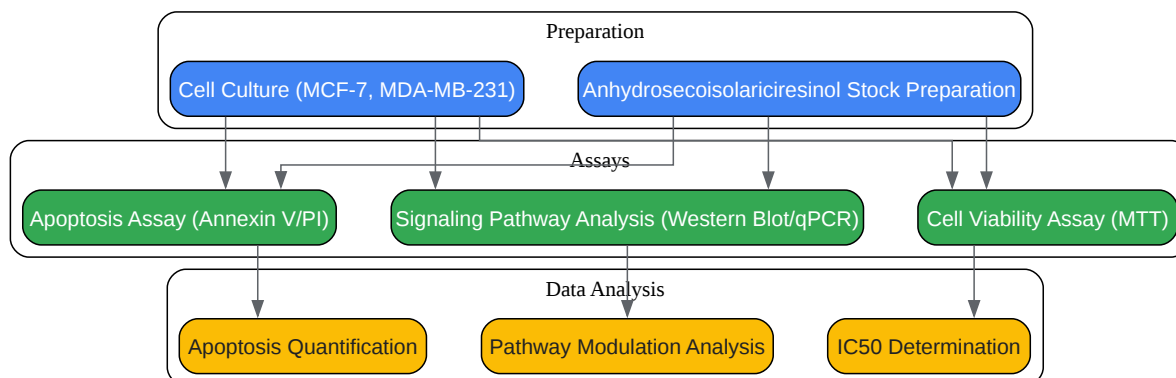 Preparation
Cell Culture (MCF-7, MDA-MB-231)
Anhydrosecoisolariciresinol Stock Preparation
Assays
Apoptosis Assay (Annexin V/PI)
Signaling Pathway Analysis (Western Blot/qPCR)
Cell Viability Assay (MTT)
Data Analysis
Apoptosis Quantification
Pathway Modulation Analysis
IC50 Determination